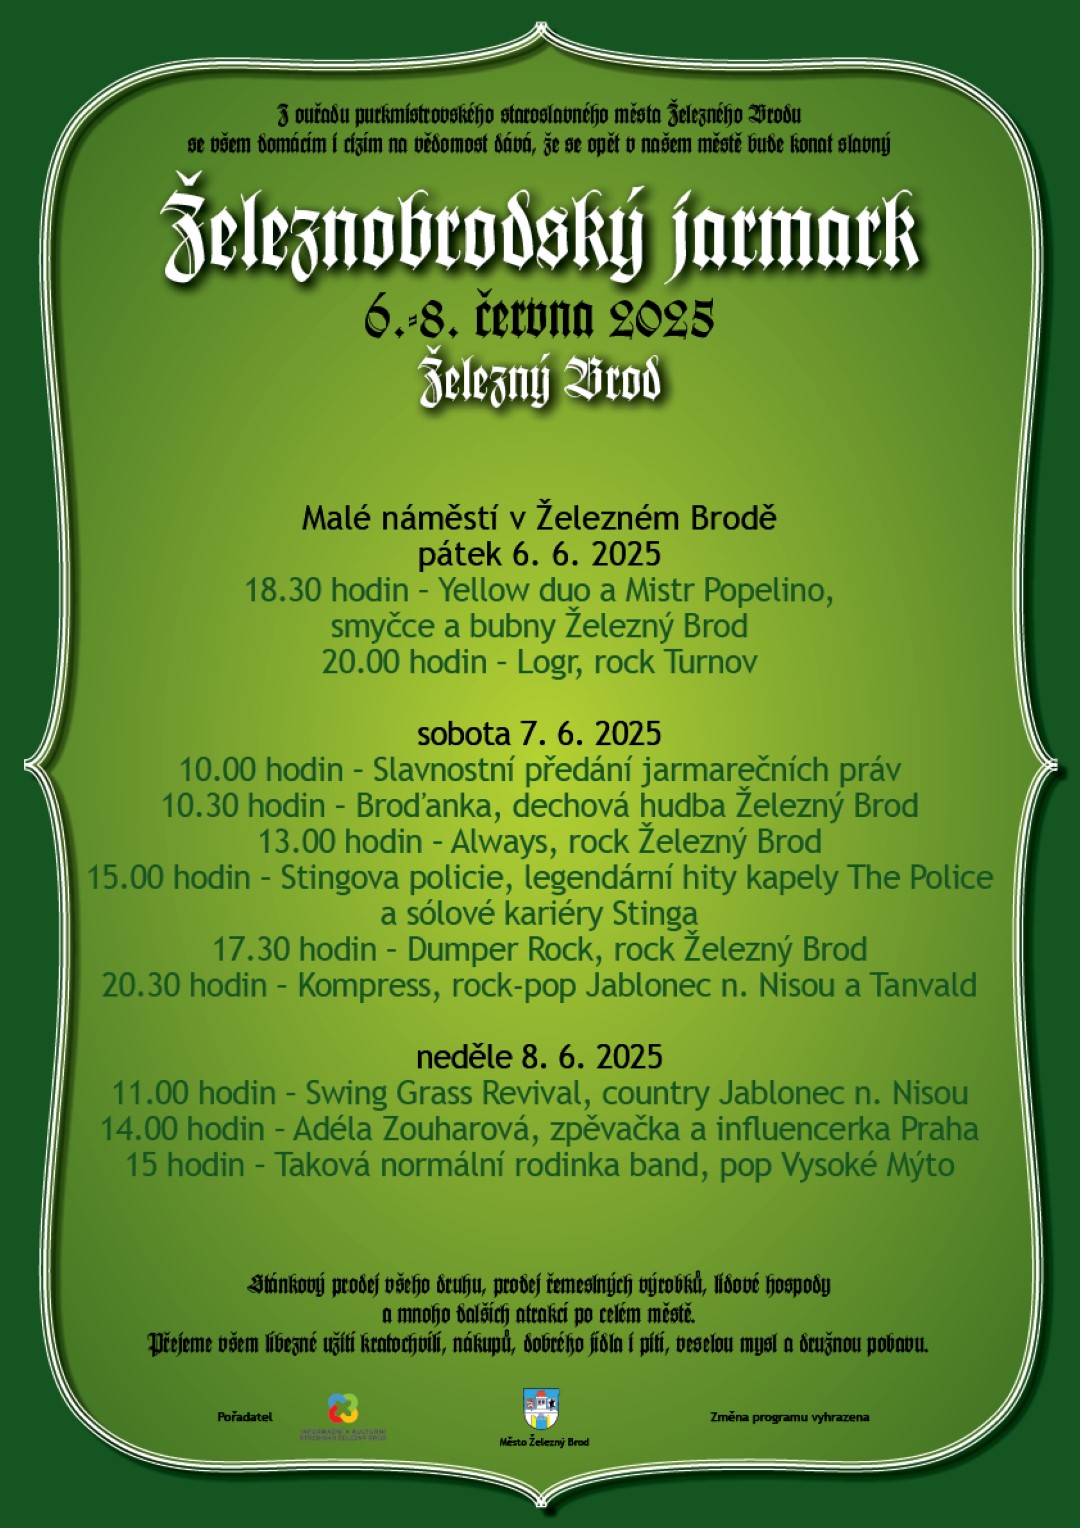 Z ouřadu purkmistrovského staroslavného města Železného Brodu
se všem domácím i cizím na vědomost dává, že se opět v našem městě bude konat slavný
Železnobrodský jarmark
6.-8. června 2025
Železný Brod
Malé náměstí v Železném Brodě
pátek 6. 6. 2025
18.30 hodin – Yellow duo a Mistr Popelino,
smyčce a bubny Železný Brod
20.00 hodin – Logr, rock Turnov
sobota 7. 6. 2025
10.00 hodin – Slavnostní předání jarmarečních práv
10.30 hodin – Broďanka, dechová hudba Železný Brod
13.00 hodin – Always, rock Železný Brod
15.00 hodin – Stingova policie, legendární hity kapely The Police
a sólové kariéry Stinga
17.30 hodin – Dumper Rock, rock Železný Brod
20.30 hodin – Kompress, rock-pop Jablonec n. Nisou a Tanvald
neděle 8. 6. 2025
11.00 hodin – Swing Grass Revival, country Jablonec n. Nisou
14.00 hodin – Adéla Zouharová, zpěvačka a influencerka Praha
15 hodin – Taková normální rodinka band, pop Vysoké Mýto
Stánkový prodej všeho druhu, prodej řemeslných výrobků, lidové hospody
a mnoho dalších atrakcí po celém městě.
Přejeme všem libezné užití kratochvílí, nákupů, dobrého jídla i pití, veselou mysl a družnou pobavu.
Pořadatel
INFORMAČNÍ A KULTURNÍ
STŘEDISKO ŽELEZNÝ BROD
Město Železný Brod
Změna programu vyhrazena